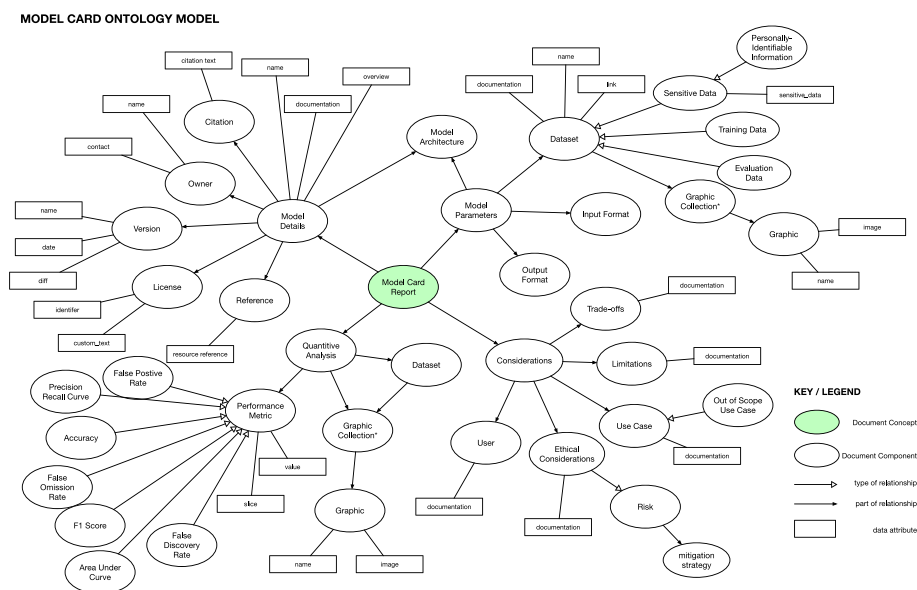 MODEL CARD ONTOLOGY MODEL
citation text
name
overview
documentation
name
contact
Citation
Owner
name
date
diff
Version
Model
Details
identifer
custom_text
License
Reference
resource reference
Model
Architecture
Model
Parameters
Input Format
Output
Format
name
documentation
link
Dataset
Personally-
Identifiable
Information
Sensitive Data
sensitive_data
Training Data
Evaluation
Data
Graphic
Collection*
Graphic
image
name
Model Card
Report
Quantitive
Analysis
Dataset
Graphic
Collection*
Graphic
name
image
False Postive
Rate
Precision
Recall Curve
Performance
Metric
Accuracy
value
slice
False
Omission
Rate
F1 Score
False
Discovery
Rate
Area Under
Curve
Considerations
Trade-offs
documentation
Limitations
documentation
Use Case
Out of Scope
Use Case
documentation
User
documentation
Ethical
Considerations
documentation
Risk
mitigation
strategy
KEY / LEGEND
Document Concept
Document Component
type of relationship
part of relationship
data attribute